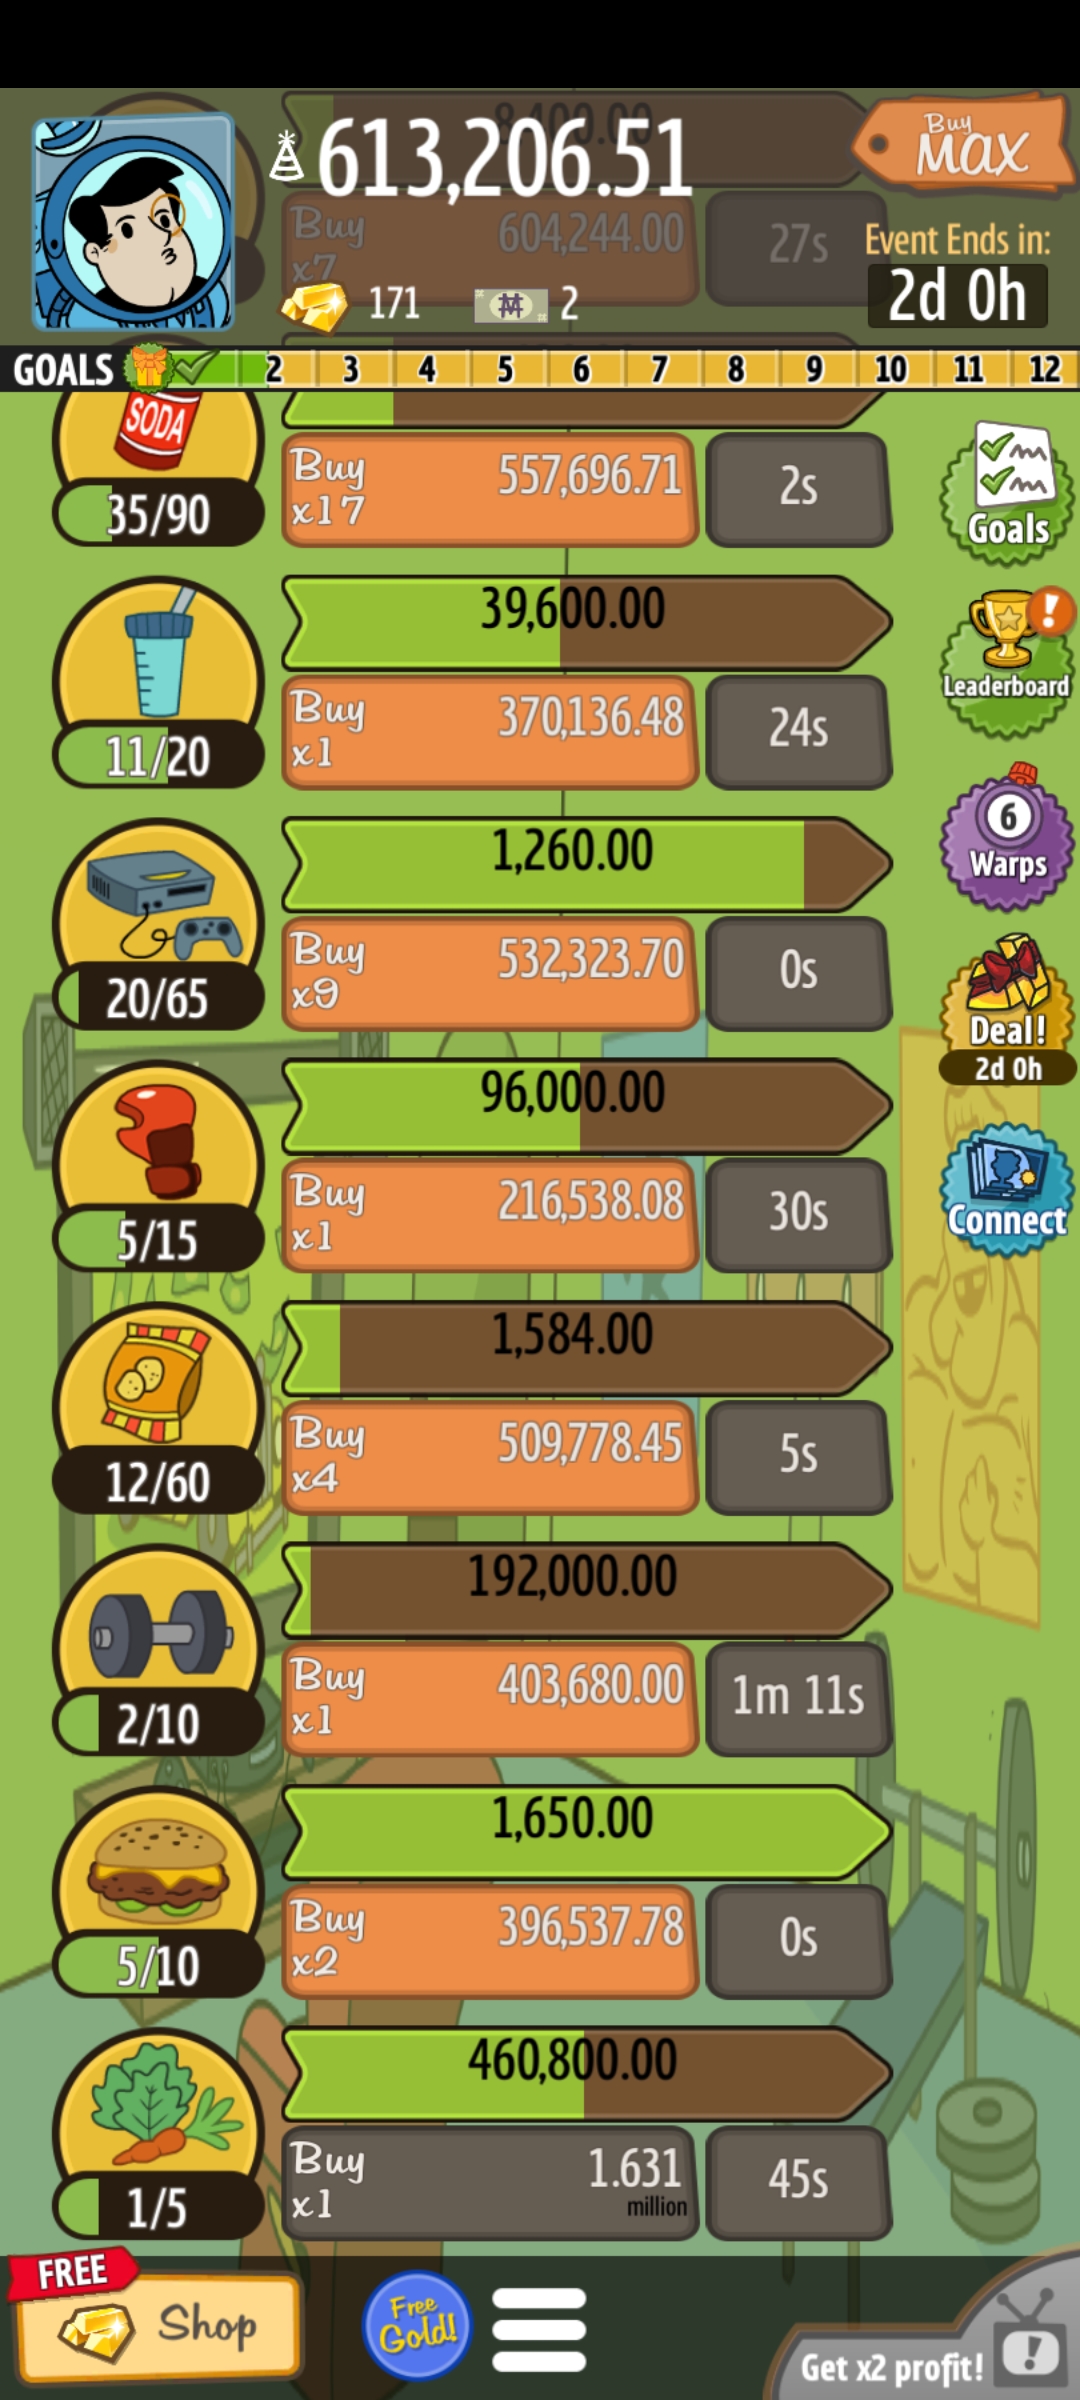 8,400.00
613,206.51
Buy
MAX
Buy
x7
604,244.00
27s
Event Ends in:
2d 0h
171
2
GOALS 2 3 4 5 6 7 8 9 10 11 12
SODA
35/90
Buy
x17
557,696.71
2s
Goals
39,600.00
11/20
Buy
x1
370,136.48
24s
Leaderboard
1,260.00
20/65
Buy
x9
532,323.70
0s
6
Warps
Deal!
2d 0h
96,000.00
5/15
Buy
x1
216,538.08
30s
Connect
1,584.00
12/60
Buy
x4
509,778.45
5s
192,000.00
2/10
Buy
x1
403,680.00
1m 11s
1,650.00
5/10
Buy
x2
396,537.78
0s
460,800.00
1/5
Buy
x1
1.631
million
45s
FREE
Shop
Free
Gold!
Get x2 profit!